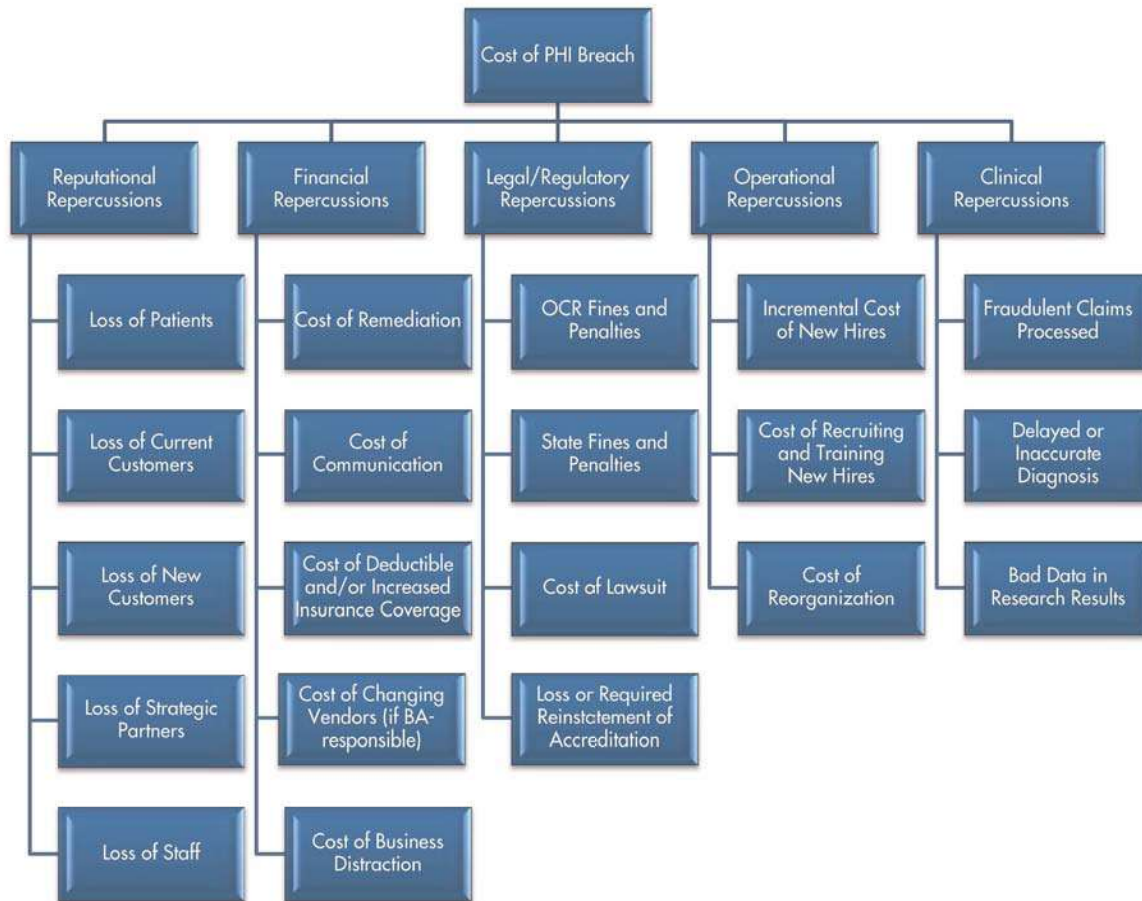 Cost of PHI Breach
Reputational
Repercussions
Financial
Repercussions
Legal/Regulatory
Repercussions
Operational
Repercussions
Clinical
Repercussions
Loss of Patients
Cost of Remediation
OCR Fines and
Penalties
Incremental Cost
of New Hires
Fraudulent Claims
Processed
Loss of Current
Customers
Cost of
Communication
State Fines and
Penalties
Cost of Recruiting
and Training
New Hires
Delayed or
Inaccurate
Diagnosis
Loss of New
Customers
Cost of Deductible
and/or Increased
Insurance Coverage
Cost of Lawsuit
Cost of
Reorganization
Bad Data in
Research Results
Loss of Strategic
Partners
Cost of Changing
Vendors (if BA-
responsible)
Loss or Required
Reinstatement of
Accreditation
Loss of Staff
Cost of Business
Distraction